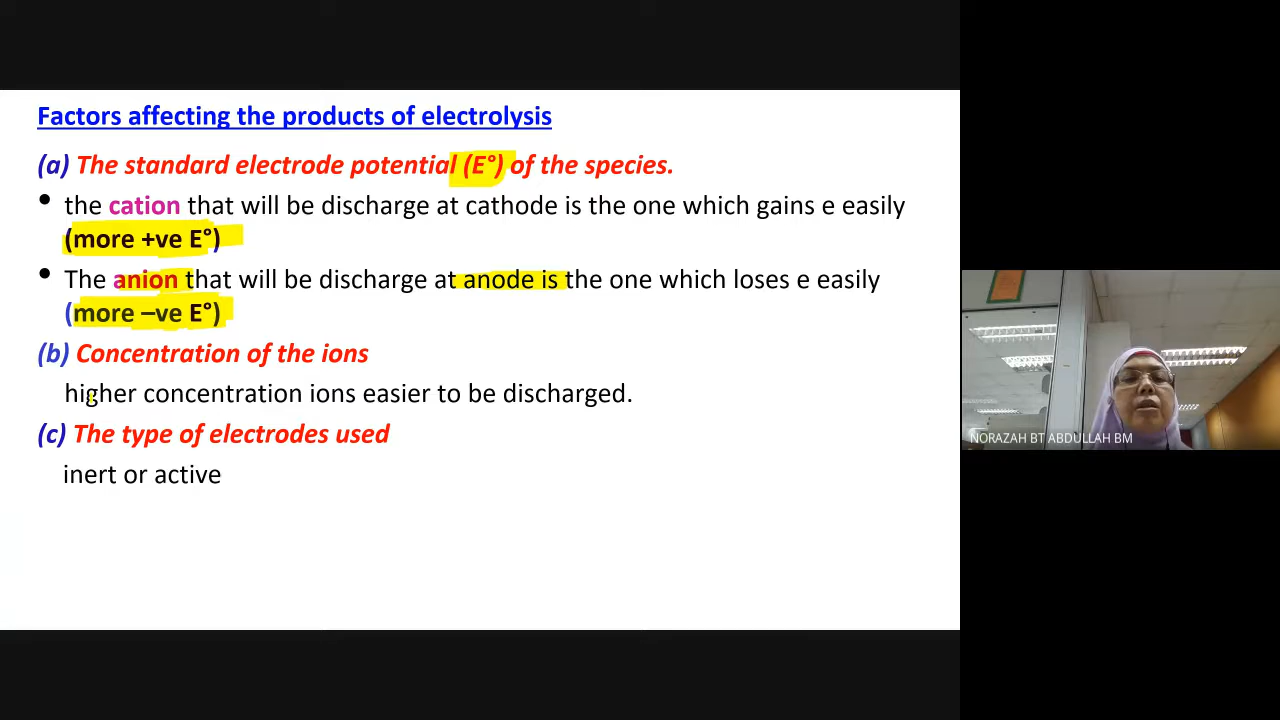 Factors affecting the products of electrolysis
(a) The standard electrode potential (E°) of the species.
• the cation that will be discharge at cathode is the one which gains e easily
(more +ve E°)
• The anion that will be discharge at anode is the one which loses e easily
(more –ve E°)
(b) Concentration of the ions
higher concentration ions easier to be discharged.
(c) The type of electrodes used
inert or active
NORAZAH BT ABDULLAH BM